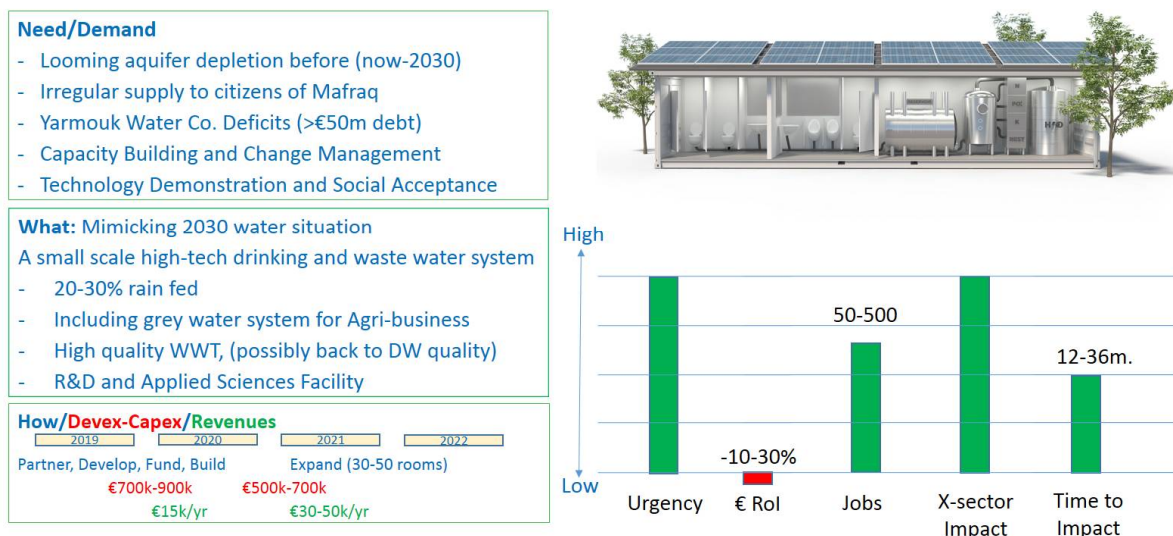 Need/Demand
- Looming aquifer depletion before (now-2030)
- Irregular supply to citizens of Mafraq
- Yarmouk Water Co. Deficits (>€50m debt)
- Capacity Building and Change Management
- Technology Demonstration and Social Acceptance
What: Mimicking 2030 water situation
A small scale high-tech drinking and waste water system
- 20-30% rain fed
- Including grey water system for Agri-business
- High quality WWT, (possibly back to DW quality)
- R&D and Applied Sciences Facility
How/Devex-Capex/Revenues
2019 2020 2021 2022
Partner, Develop, Fund, Build Expand (30-50 rooms)
€700k-900k €500k-700k
€15k/yr €30-50k/yr
High
50-500
12-36m.
-10-30%
Low
Urgency € RoI Jobs X-sector Time to
Impact Impact